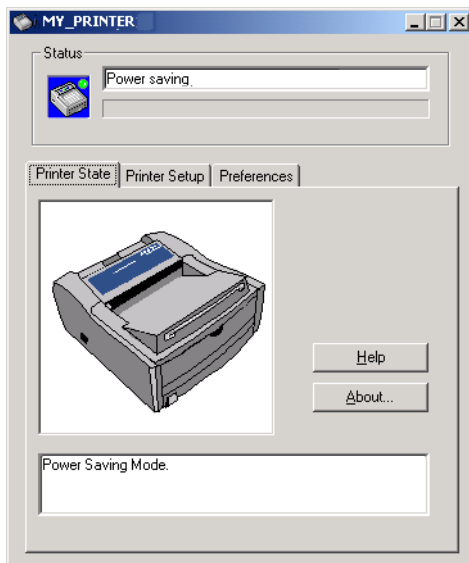 MY_PRINTER
Status
Power saving.
Printer State
Printer Setup
Preferences
Help
About...
Power Saving Mode.